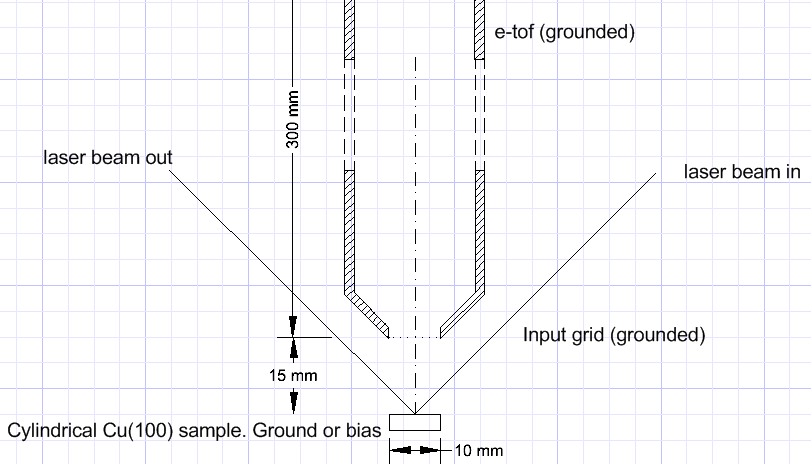 e-tof (grounded)
300 mm
laser beam out
laser beam in
Input grid (grounded)
15 mm
Cylindrical Cu(100) sample. Ground or bias
10 mm